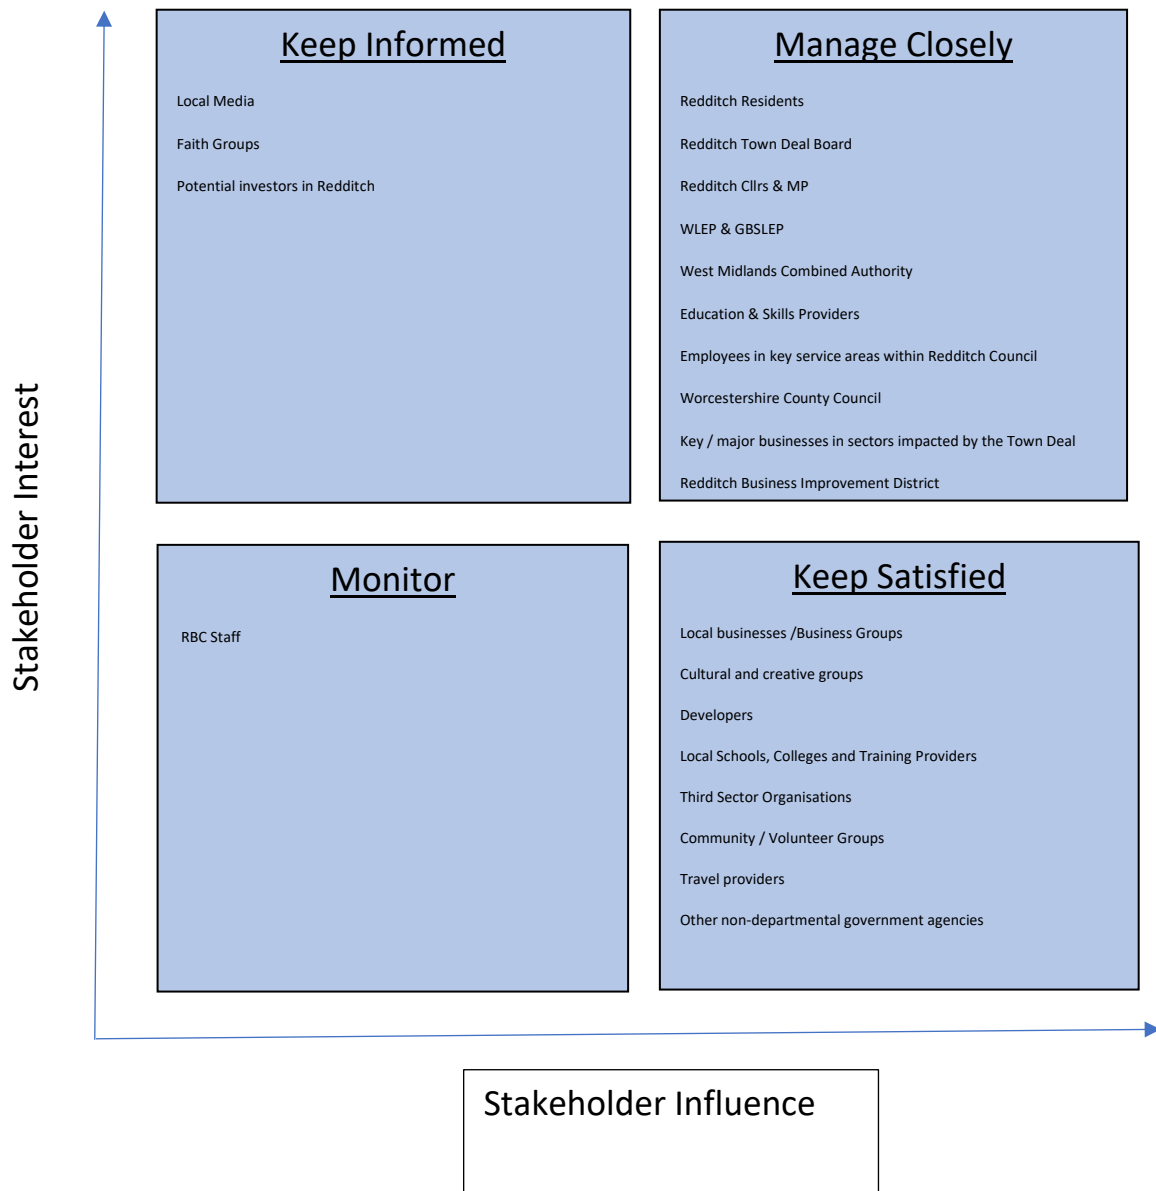 Keep Informed
Local Media
Faith Groups
Potential investors in Redditch
Manage Closely
Redditch Residents
Redditch Town Deal Board
Redditch Cllrs & MP
WLEP & GBSLEP
West Midlands Combined Authority
Education & Skills Providers
Employees in key service areas within Redditch Council
Worcestershire County Council
Key / major businesses in sectors impacted by the Town Deal
Redditch Business Improvement District
Stakeholder Interest
Monitor
RBC Staff
Keep Satisfied
Local businesses /Business Groups
Cultural and creative groups
Developers
Local Schools, Colleges and Training Providers
Third Sector Organisations
Community / Volunteer Groups
Travel providers
Other non-departmental government agencies
Stakeholder Influence